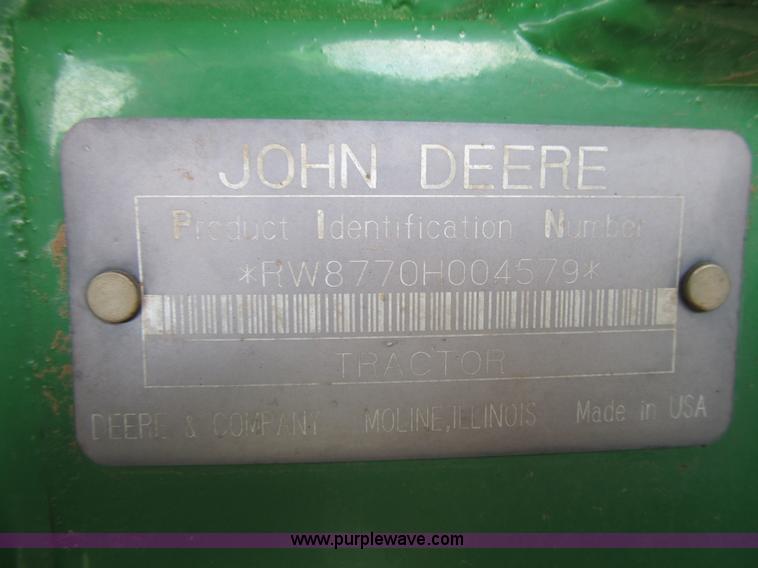 JOHN DEERE
Product Identification Number
*RW8770H004579*
TRACTOR
DEERE & COMPANY MOLINE, ILLINOIS Made in USA
www.purplewave.com